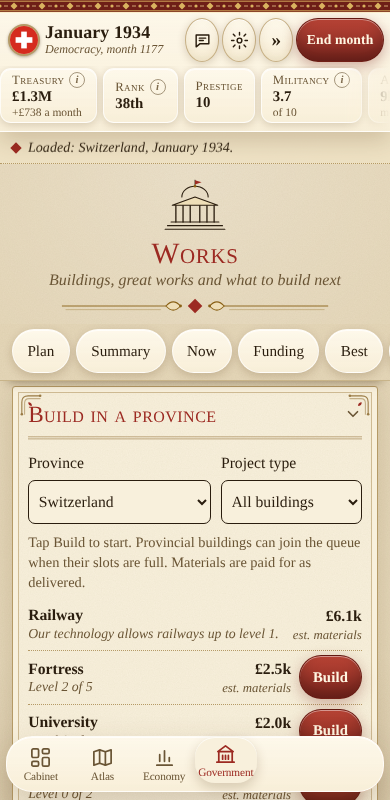 January 1934
Democracy, month 1177
»
End month
Treasury i
£1.3M
+£738 a month
Rank i
38th
Prestige
10
Militancy i
3.7
of 10
Loaded: Switzerland, January 1934.
Works
Buildings, great works and what to build next
Plan
Summary
Now
Funding
Best
Build in a province
Province
Project type
Switzerland
All buildings
Tap Build to start. Provincial buildings can join the queue
when their slots are full. Materials are paid for as
delivered.
Railway
£6.1k
Our technology allows railways up to level 1.
est. materials
Fortress
£2.5k
Level 2 of 5
est. materials
Build
University
£2.0k
Build
Cabinet
Atlas
Economy
Government
Level 0 of 2
est. materials